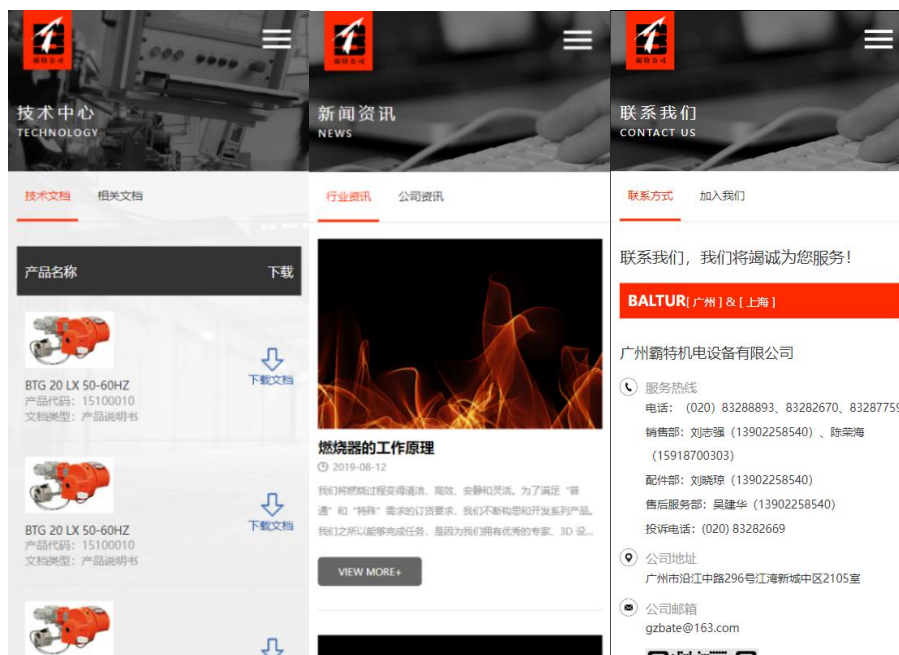 霸特公司
技术中心
TECHNOLOGY
技术文档 相关文档
产品名称 下载
BTG 20 LX 50-60HZ
产品代码：15100010
文档类型：产品说明书
下载文档
BTG 20 LX 50-60HZ
产品代码：15100010
文档类型：产品说明书
下载文档
霸特公司
新闻资讯
NEWS
行业资讯 公司资讯
燃烧器的工作原理
2019-08-12
我们将燃烧过程变得清洁、高效、安静和灵活。为了满足“普
通”和“特殊”需求的订货要求，我们不断构思和开发系列产品。
我们之所以能够完成任务，是因为我们拥有优秀的专家、3D 设...
VIEW MORE+
霸特公司
联系我们
CONTACT US
联系方式 加入我们
联系我们，我们将竭诚为您服务！
BALTUR[ 广州 ] & [ 上海 ]
广州霸特机电设备有限公司
服务热线
电话：（020）83288893、83282670、83287759
销售部：刘志强（13902258540）、陈荣海
（15918700303）
配件部：刘晓琼（13902258540）
售后服务部：吴建华（13902258540）
投诉电话：(020) 83282669
公司地址
广州市沿江中路296号江湾新城中区2105室
公司邮箱
gzbate@163.com